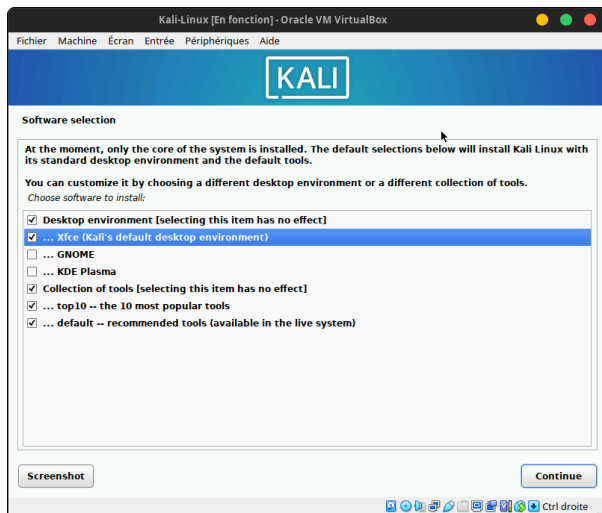 Kali-Linux [En fonction] - Oracle VM VirtualBox
Fichier Machine Écran Entrée Périphériques Aide
KALI
Software selection
At the moment, only the core of the system is installed. The default selections below will install Kali Linux with
its standard desktop environment and the default tools.
You can customize it by choosing a different desktop environment or a different collection of tools.
Choose software to install:
Desktop environment [selecting this item has no effect]
... Xfce (Kali's default desktop environment)
... GNOME
... KDE Plasma
Collection of tools [selecting this item has no effect]
... top10 -- the 10 most popular tools
... default -- recommended tools (available in the live system)
Screenshot Continue
Ctrl droite